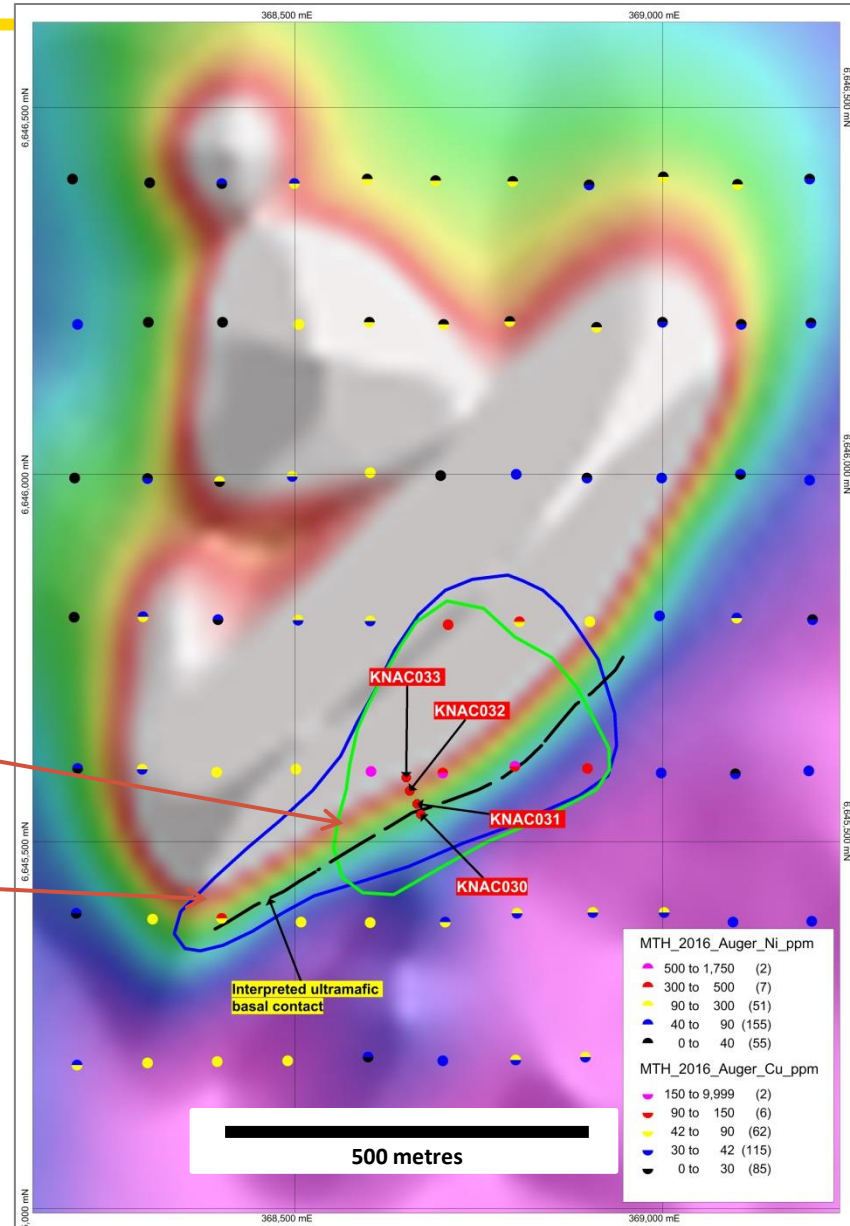 368,500 mE
369,000 mE
6,646,500 mN
6,646,500 mN
6,646,000 mN
6,646,000 mN
KNAC033
KNAC032
KNAC031
KNAC030
6,645,500 mN
6,645,500 mN
Interpreted ultramafic
basal contact
MTH_2016_Auger_Ni_ppm
500 to 1,750 (2)
300 to 500 (7)
90 to 300 (51)
40 to 90 (155)
0 to 40 (55)
MTH_2016_Auger_Cu_ppm
150 to 9,999 (2)
90 to 150 (6)
42 to 90 (62)
30 to 42 (115)
0 to 30 (85)
500 metres
000 mN
368,500 mE
369,000 mE